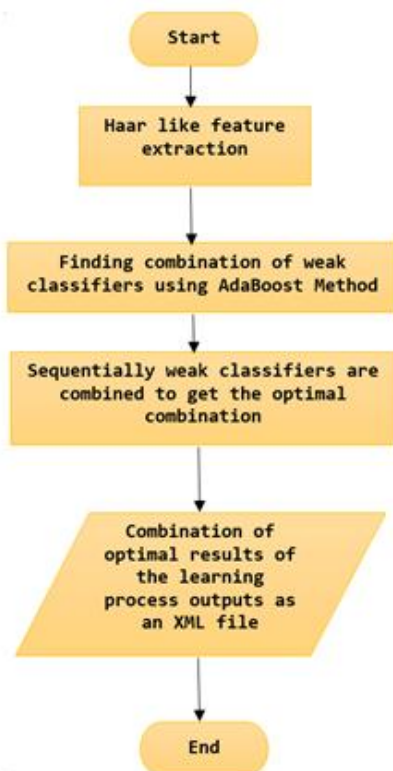 Start
Haar like feature
extraction
Finding combination of weak
classifiers using AdaBoost Method
Sequentially weak classifiers are
combined to get the optimal
combination
Combination of
optimal results of
the learning
process outputs as
an XML file
End